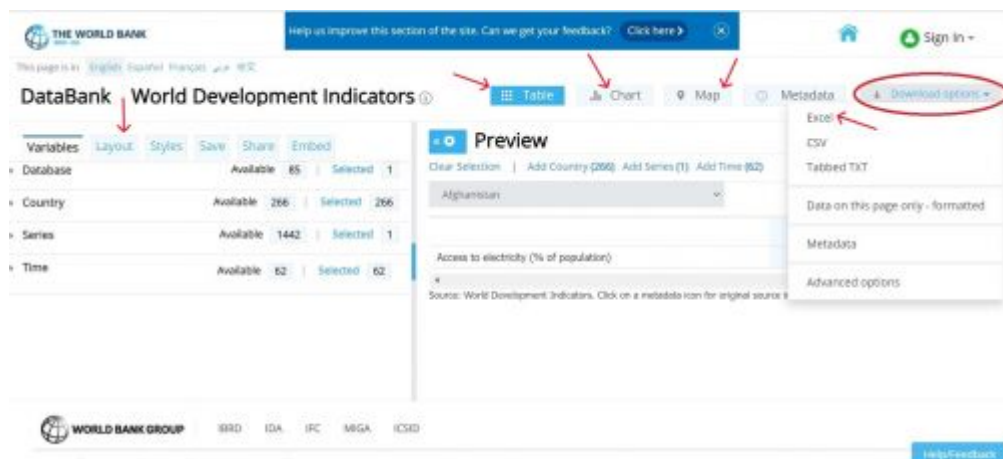 THE WORLD BANK
Help us improve this section of the site. Can we get your feedback? Click here
Sign In
This page is in English Español Français عربي 中文
DataBank World Development Indicators
Table Chart Map Metadata Download options
Variables Layout Styles Save Share Embed
Database Available 85 | Selected 1
Country Available 266 | Selected 266
Series Available 1442 | Selected 1
Time Available 62 | Selected 62
Preview
Clear Selection | Add Country (266) Add Series (1) Add Time (62)
Afghanistan
Access to electricity (% of population)
Source: World Development Indicators. Click on a metadata icon for original source
Excel
CSV
Tabbed TXT
Data on this page only - formatted
Metadata
Advanced options
WORLD BANK GROUP IBRD IDA IFC MIGA ICSID
Help/Feedback